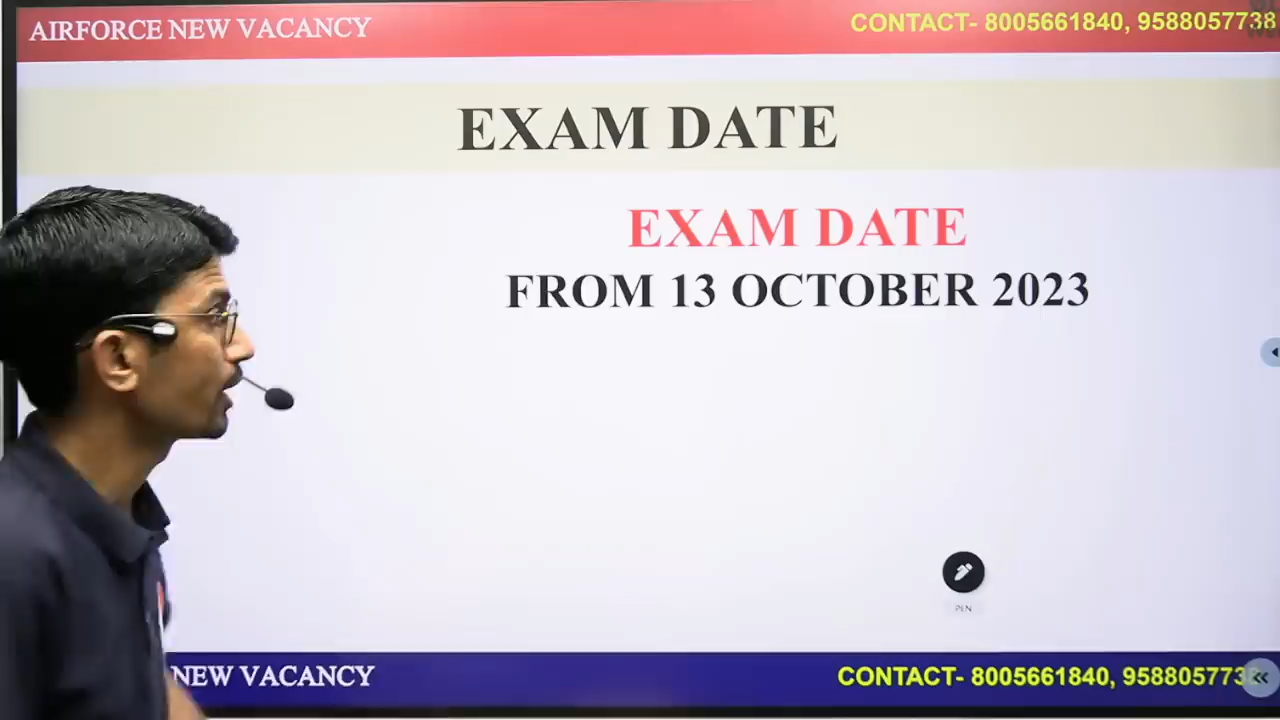 AIRFORCE NEW VACANCY
CONTACT- 8005661840, 9588057738
EXAM DATE
EXAM DATE
FROM 13 OCTOBER 2023
PEN
NEW VACANCY
CONTACT- 8005661840, 958805773